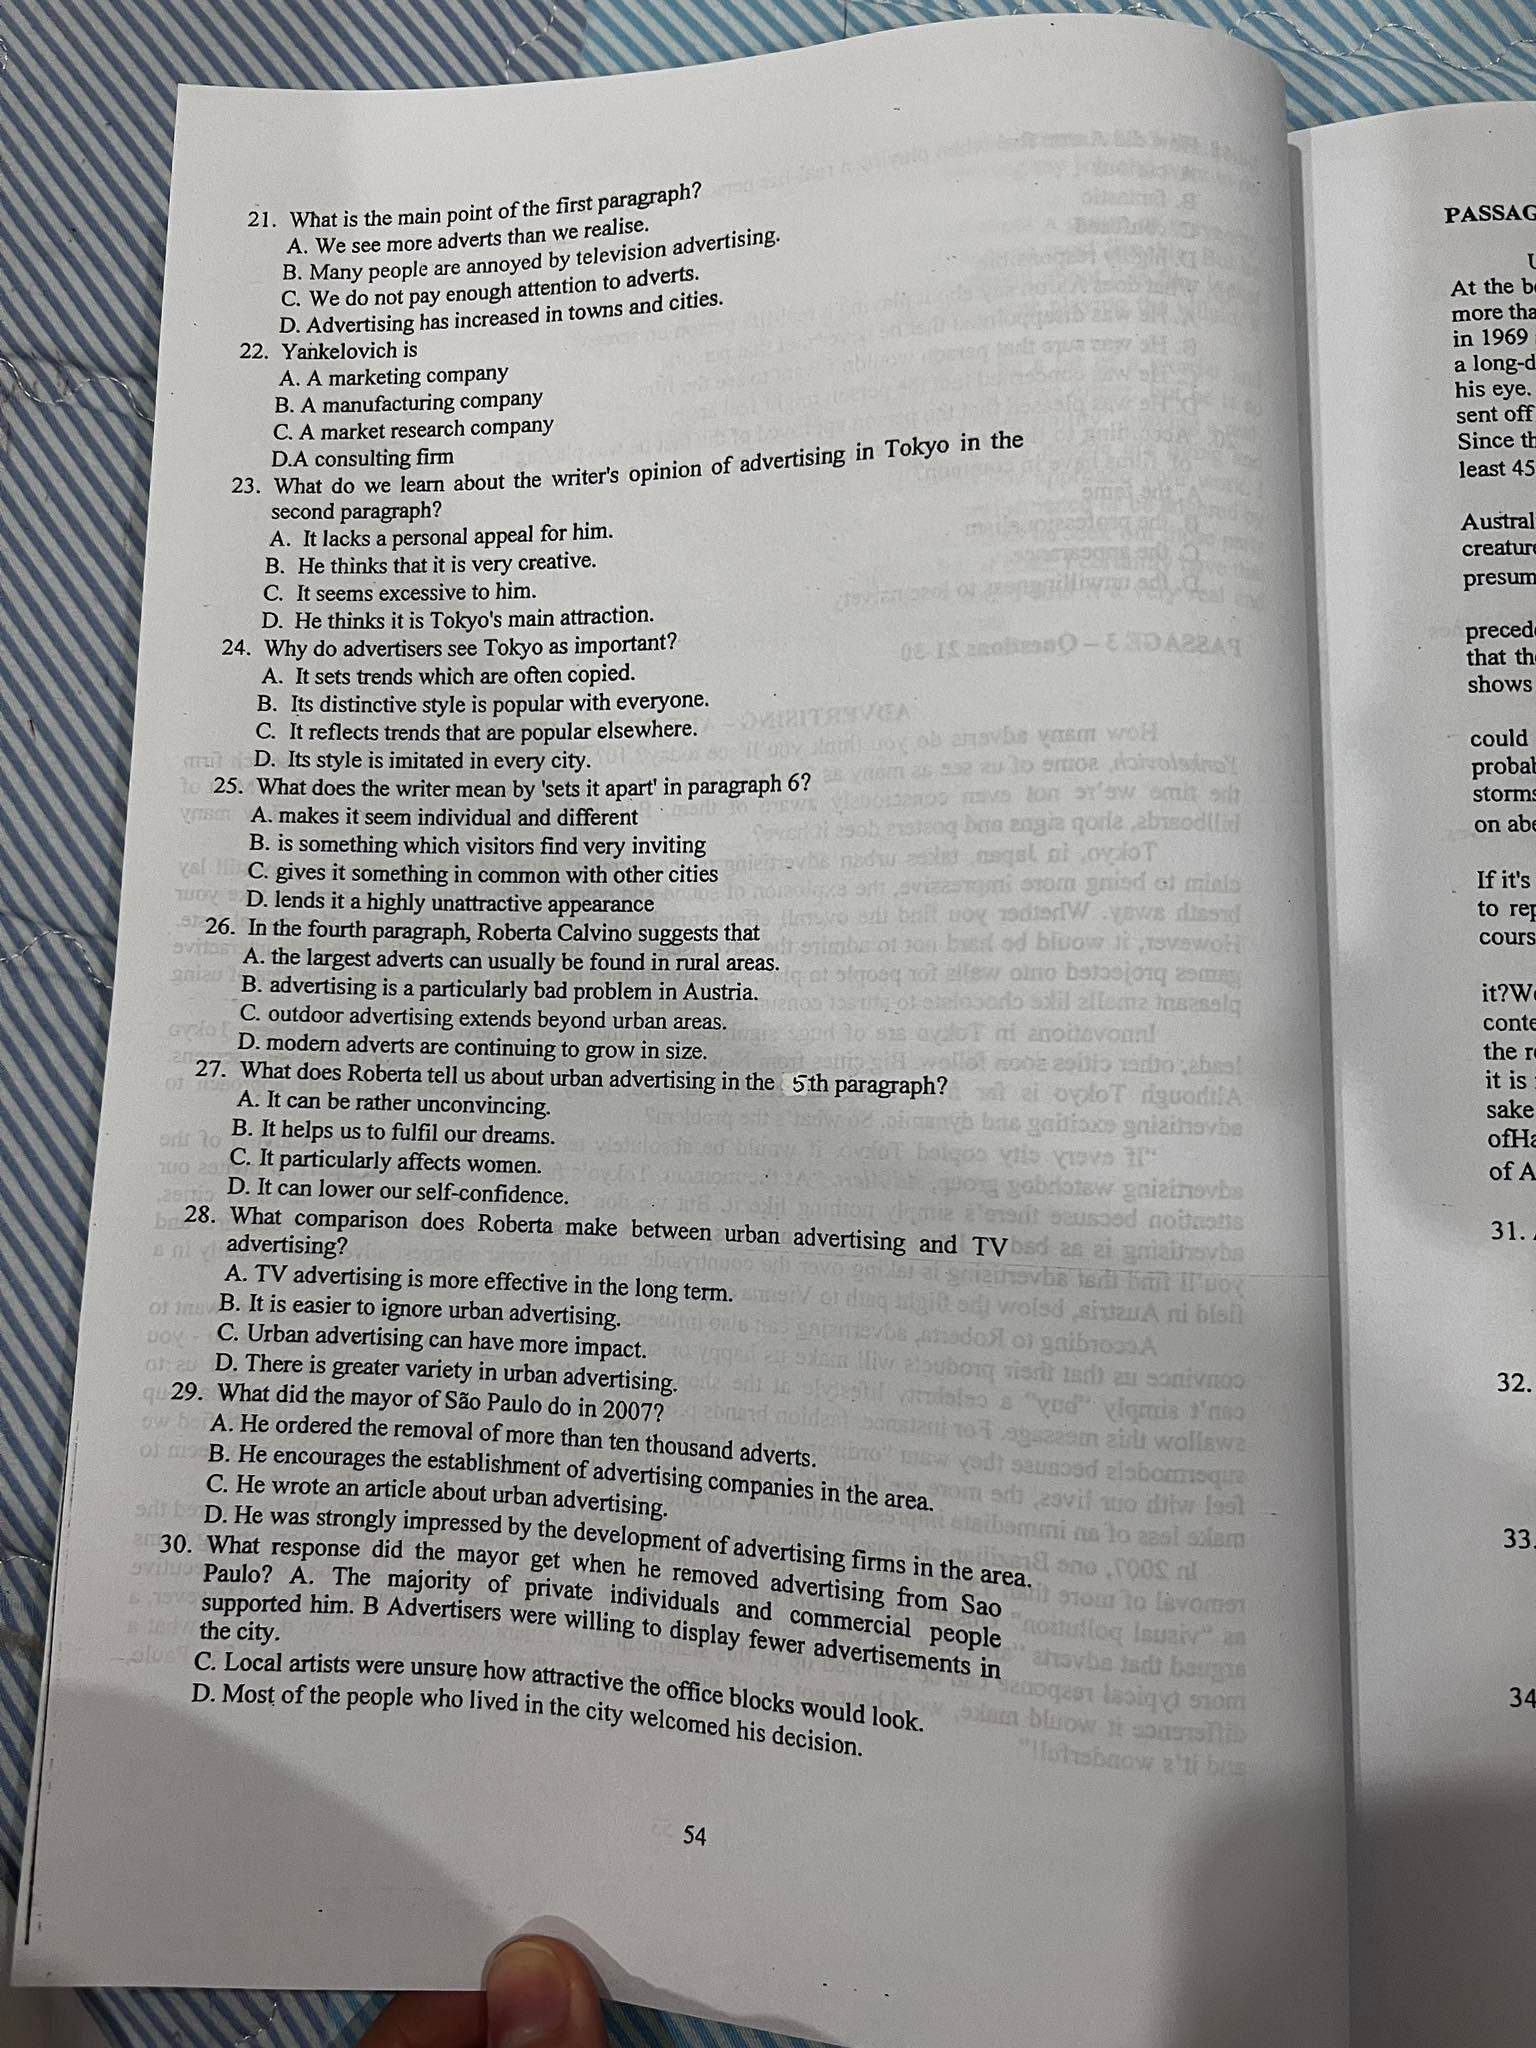 21. What is the main point of the first paragraph?
A. We see more adverts than we realise.
B. Many people are annoyed by television advertising.
C. We do not pay enough attention to adverts.
D. Advertising has increased in towns and cities.
22. Yankelovich is
A. A marketing company
B. A manufacturing company
C. A market research company
D.A consulting firm
23. What do we learn about the writer's opinion of advertising in Tokyo in the
second paragraph?
A. It lacks a personal appeal for him.
B. He thinks that it is very creative.
C. It seems excessive to him.
D. He thinks it is Tokyo's main attraction.
24. Why do advertisers see Tokyo as important?
A. It sets trends which are often copied.
B. Its distinctive style is popular with everyone.
C. It reflects trends that are popular elsewhere.
D. Its style is imitated in every city.
25. What does the writer mean by 'sets it apart' in paragraph 6?
A. makes it seem individual and different
B. is something which visitors find very inviting
C. gives it something in common with other cities
D. lends it a highly unattractive appearance
26. In the fourth paragraph, Roberta Calvino suggests that
A. the largest adverts can usually be found in rural areas.
B. advertising is a particularly bad problem in Austria.
C. outdoor advertising extends beyond urban areas.
D. modern adverts are continuing to grow in size.
27. What does Roberta tell us about urban advertising in the 5th paragraph?
A. It can be rather unconvincing.
B. It helps us to fulfil our dreams.
C. It particularly affects women.
D. It can lower our self-confidence.
28. What comparison does Roberta make between urban advertising and TV
advertising?
A. TV advertising is more effective in the long term.
B. It is easier to ignore urban advertising.
C. Urban advertising can have more impact.
D. There is greater variety in urban advertising.
29. What did the mayor of São Paulo do in 2007?
A. He ordered the removal of more than ten thousand adverts.
B. He encourages the establishment of advertising companies in the area.
C. He wrote an article about urban advertising.
D. He was strongly impressed by the development of advertising firms in the area.
30. What response did the mayor get when he removed advertising from Sao
Paulo? A. The majority of private individuals and commercial people
supported him. B Advertisers were willing to display fewer advertisements in
the city.
C. Local artists were unsure how attractive the office blocks would look.
D. Most of the people who lived in the city welcomed his decision.
54
PASSAG
At the
more tha
in 1969
a long-d
his eye.
sent off
Since th
least 45
Austral
creature
presum
preced
that th
shows
could
probab
storms
on abo
If it's
to rep
cours
it?W
conte
the r
it is
sake
ofHa
of A
31.
32.
33.
34